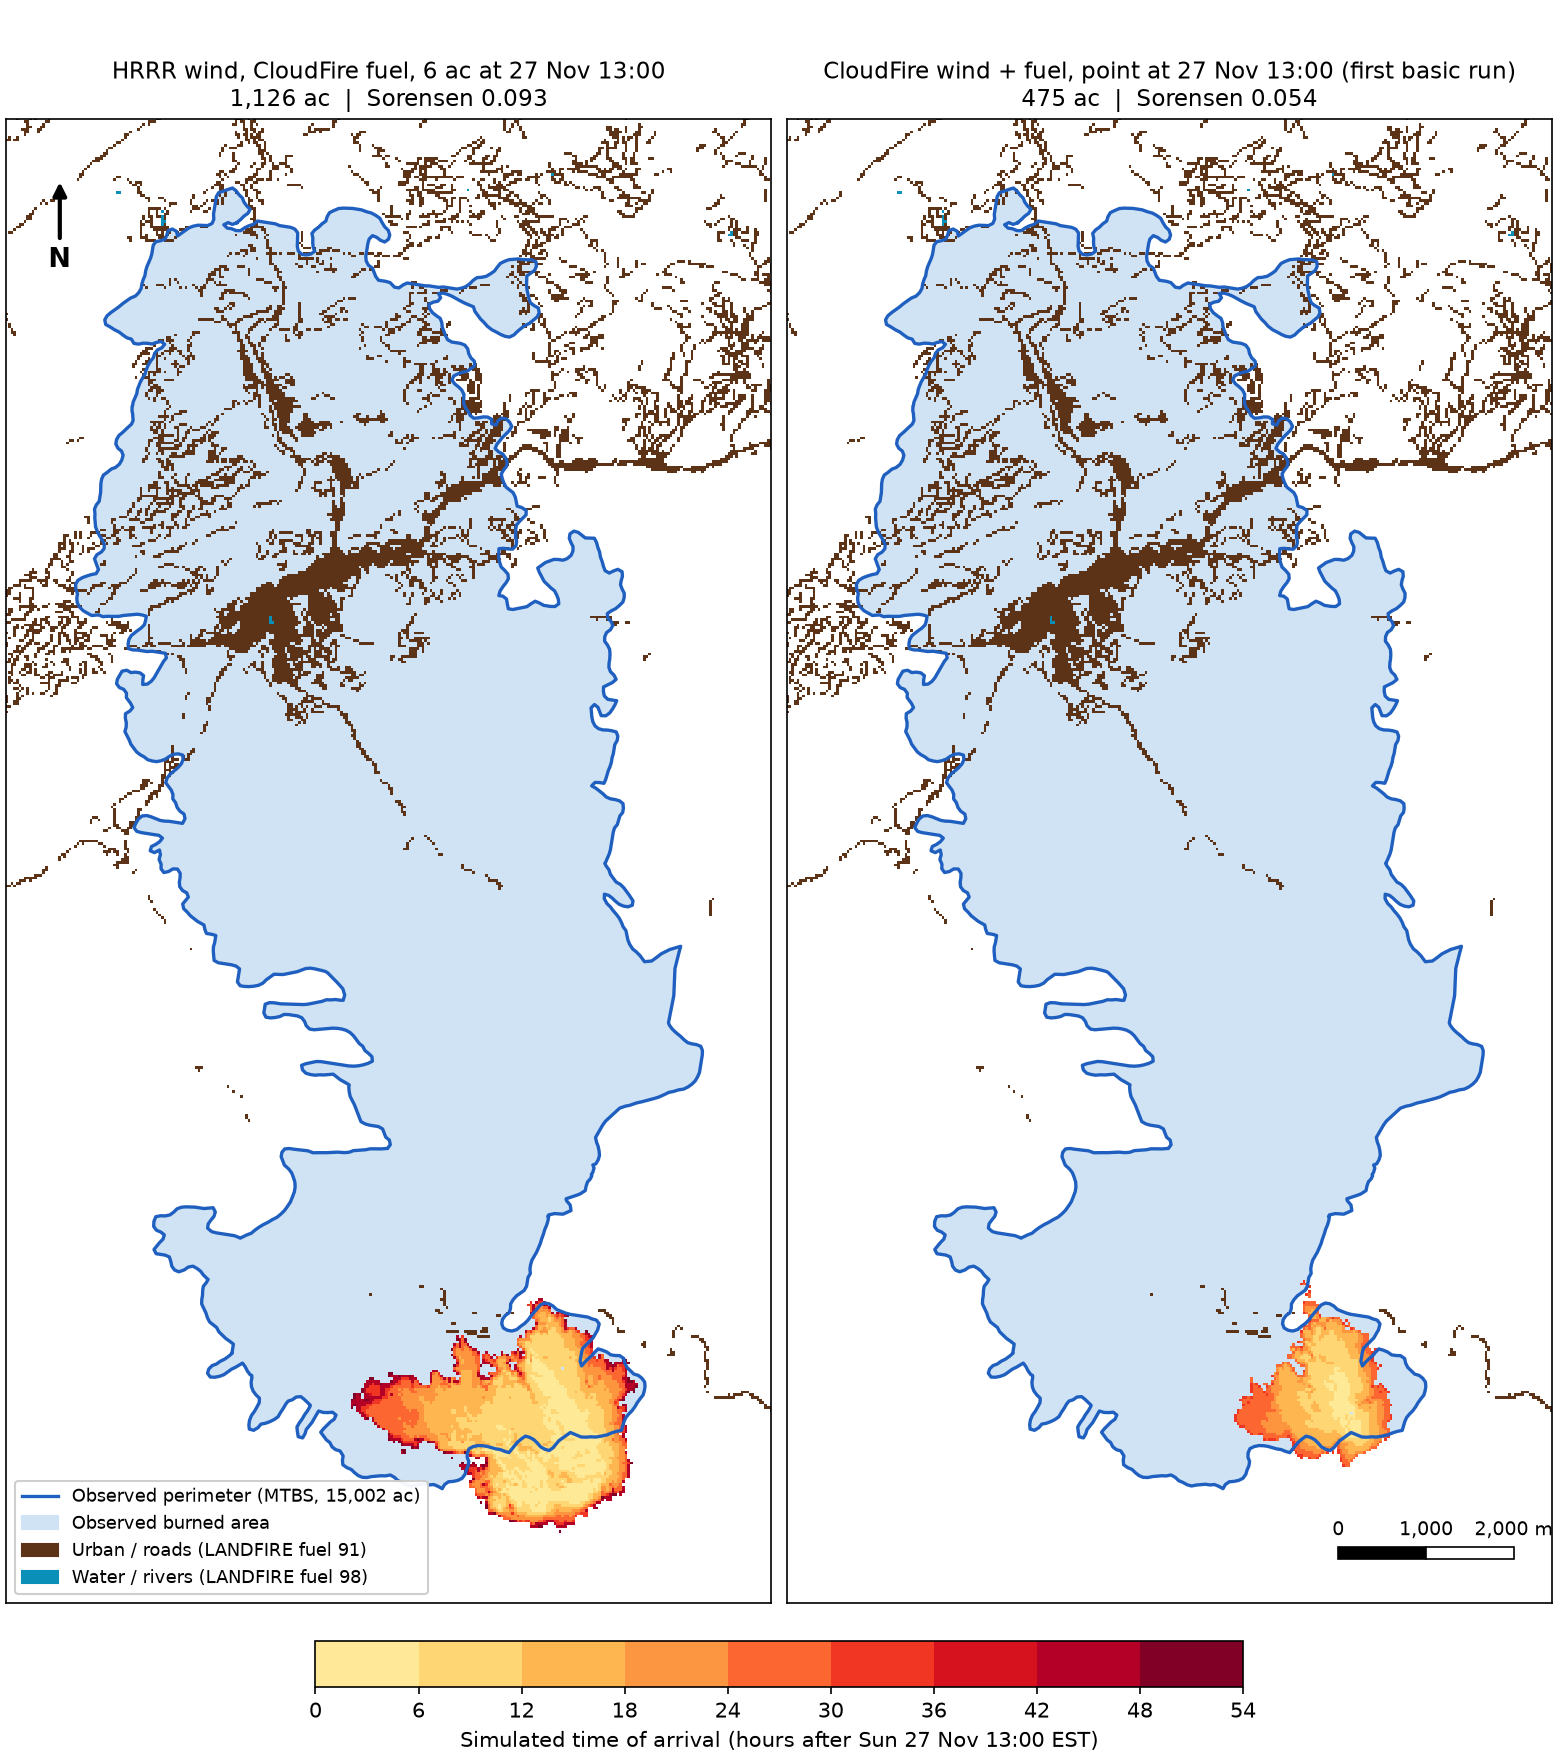 HRRR wind, CloudFire fuel, 6 ac at 27 Nov 13:00
1,126 ac | Sorensen 0.093
CloudFire wind + fuel, point at 27 Nov 13:00 (first basic run)
475 ac | Sorensen 0.054
N
Observed perimeter (MTBS, 15,002 ac)
Observed burned area
Urban / roads (LANDFIRE fuel 91)
Water / rivers (LANDFIRE fuel 98)
0 1,000 2,000 m
0 6 12 18 24 30 36 42 48 54
Simulated time of arrival (hours after Sun 27 Nov 13:00 EST)